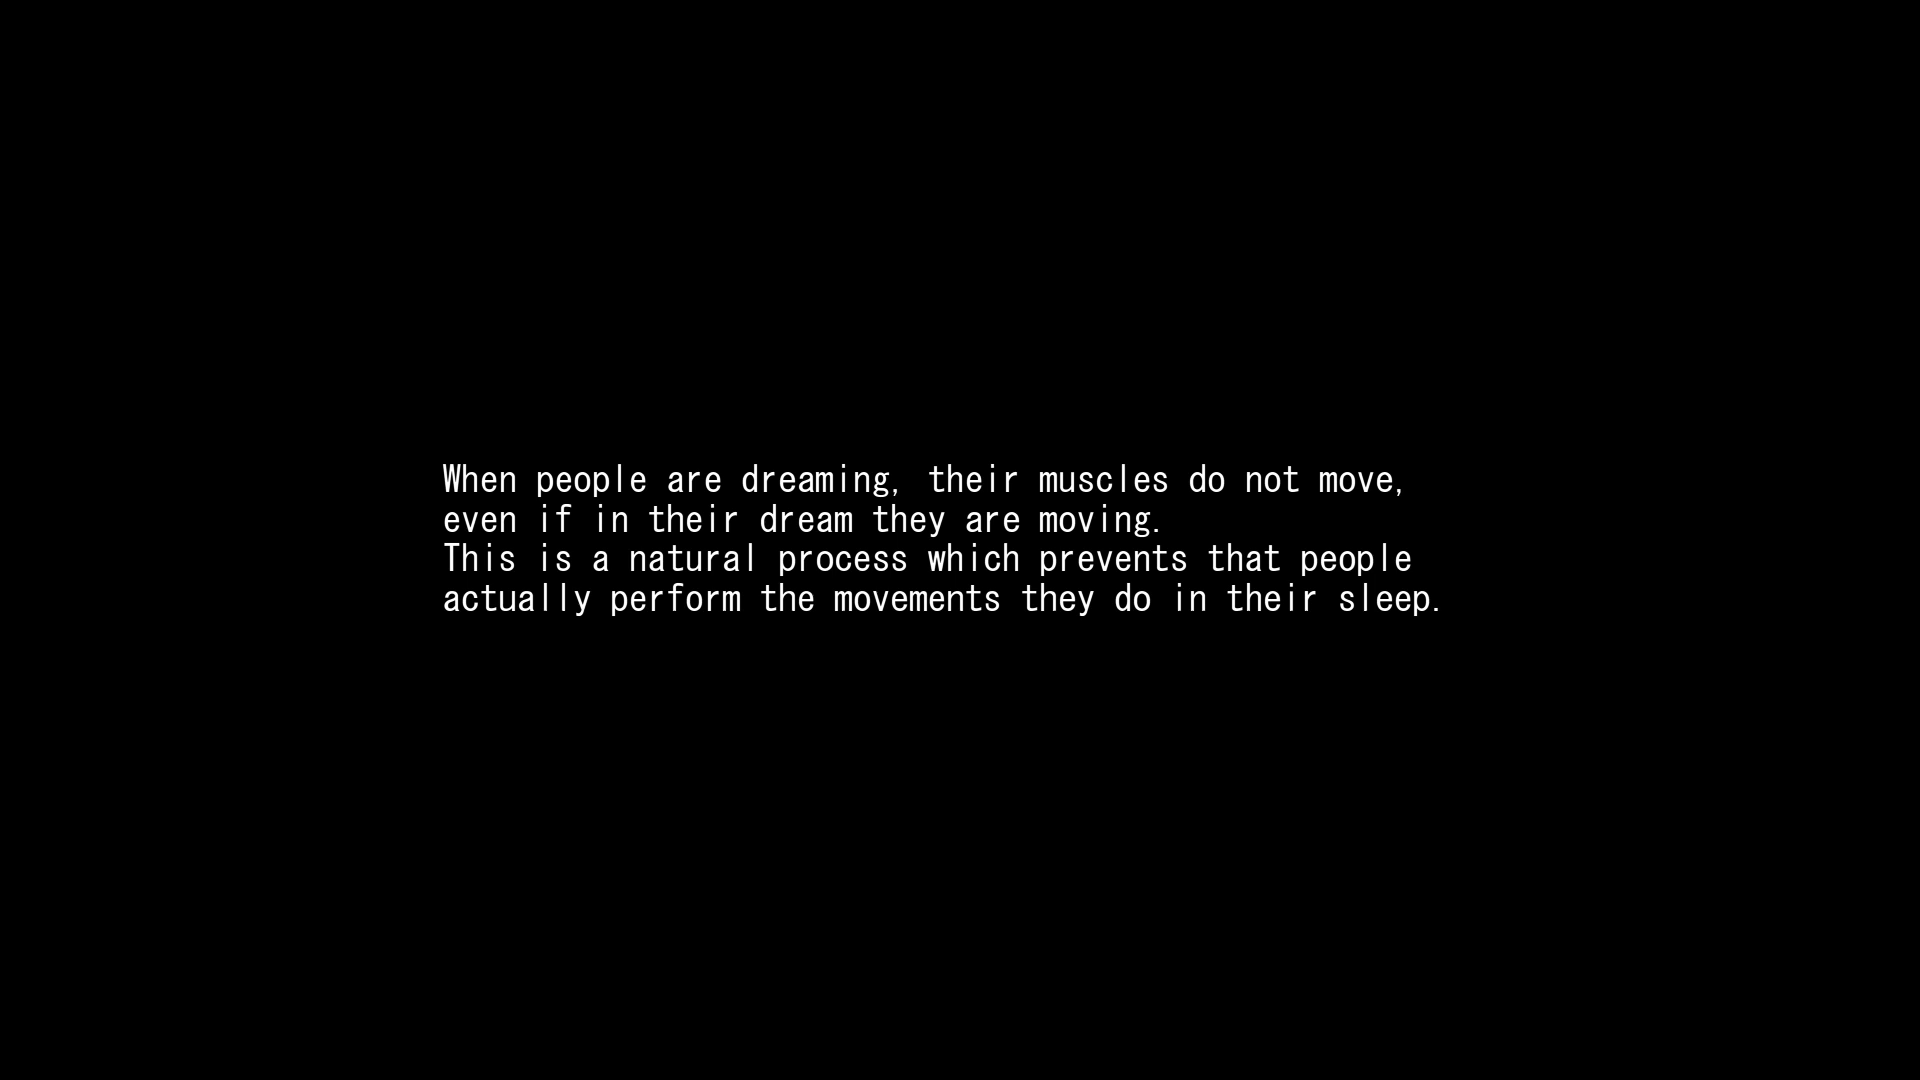 When people are dreaming, their muscles do not move,
even if in their dream they are moving.
This is a natural process which prevents that people
actually perform the movements they do in their sleep.